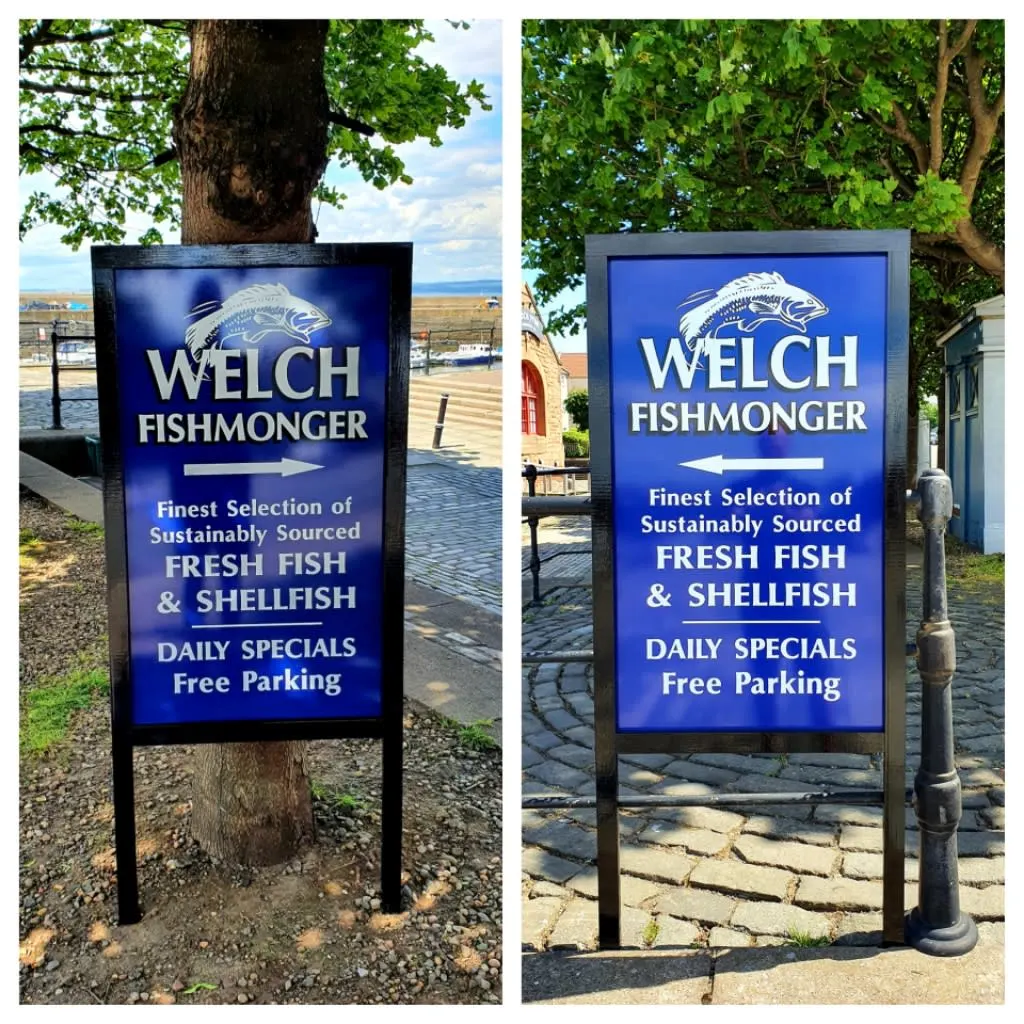 WELCH
FISHMONGER
Finest Selection of
Sustainably Sourced
FRESH FISH
& SHELLFISH
DAILY SPECIALS
Free Parking
WELCH
FISHMONGER
Finest Selection of
Sustainably Sourced
FRESH FISH
& SHELLFISH
DAILY SPECIALS
Free Parking